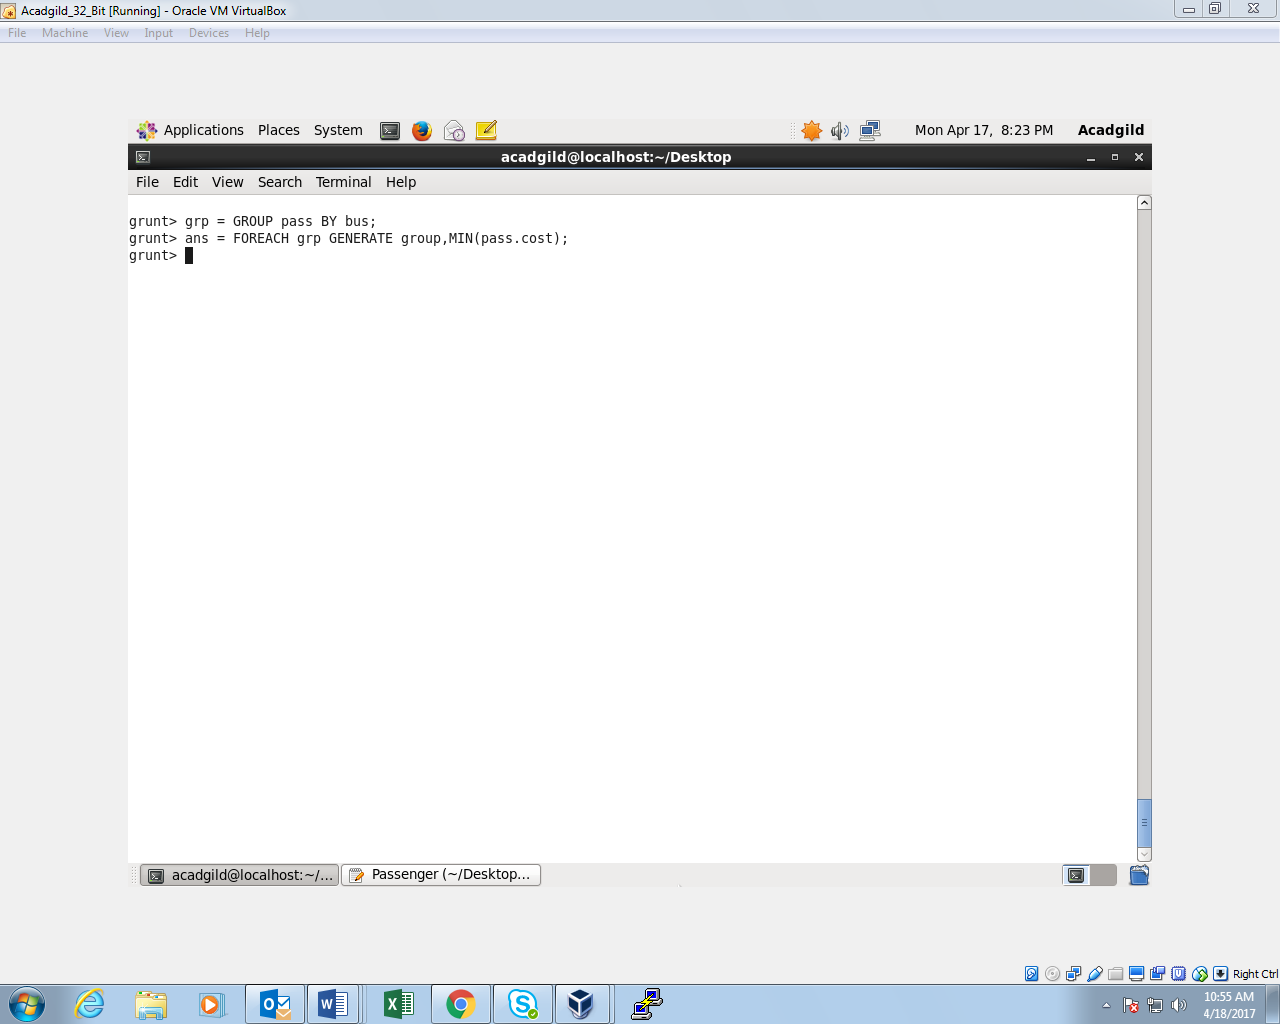 Acadgild_32_Bit [Running] - Oracle VM VirtualBox
File Machine View Input Devices Help
Applications Places System Mon Apr 17, 8:23 PM Acadgild
acadgild@localhost:~/Desktop
File Edit View Search Terminal Help
grunt> grp = GROUP pass BY bus;
grunt> ans = FOREACH grp GENERATE group,MIN(pass.cost);
grunt>
acadgild@localhost:~/... Passenger (~/Desktop...
Right Ctrl
10:55 AM
4/18/2017